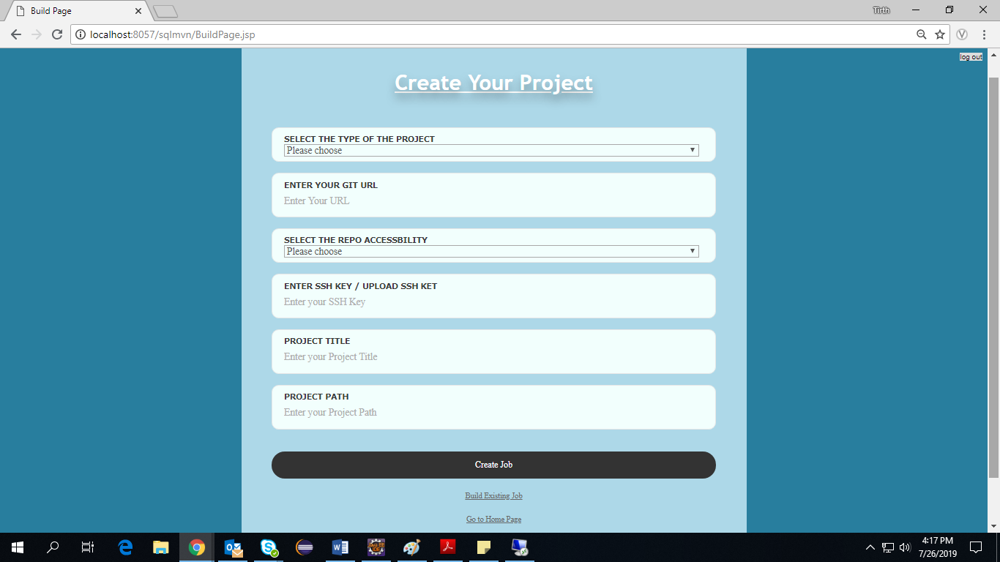 Build Page
Tirth
localhost:8057/sqlmvn/BuildPage.jsp
log out
Create Your Project
SELECT THE TYPE OF THE PROJECT
Please choose
ENTER YOUR GIT URL
Enter Your URL
SELECT THE REPO ACCESSBILITY
Please choose
ENTER SSH KEY / UPLOAD SSH KET
Enter your SSH Key
PROJECT TITLE
Enter your Project Title
PROJECT PATH
Enter your Project Path
Create Job
Build Existing Job
Go to Home Page
4:17 PM
7/26/2019